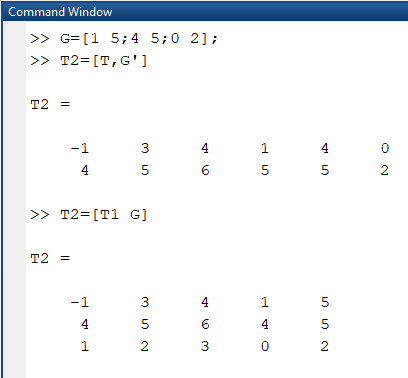 Command Window
>> G=[1 5;4 5;0 2];
>> T2=[T,G']
T2 =
-1 3 4 1 4 0
4 5 6 5 5 2
>> T2=[T1 G]
T2 =
-1 3 4 1 5
4 5 6 4 5
1 2 3 0 2